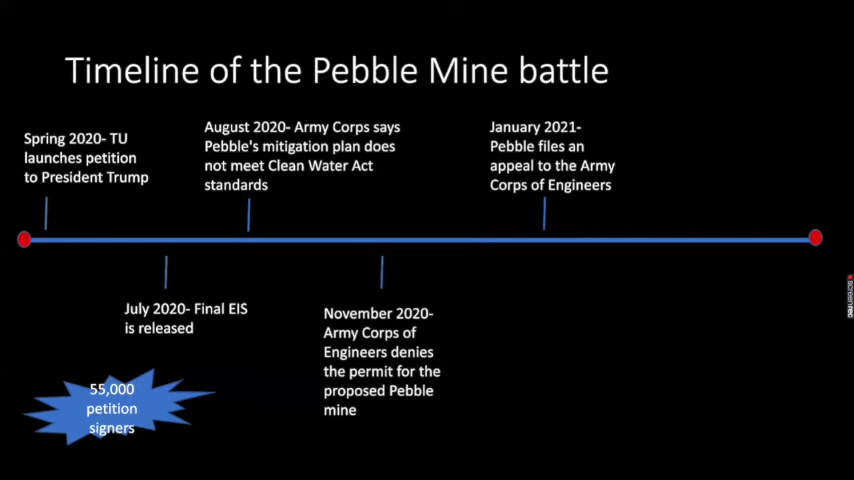 Timeline of the Pebble Mine battle
Spring 2020- TU
launches petition
to President Trump
August 2020- Army Corps says
Pebble's mitigation plan does
not meet Clean Water Act
standards
January 2021-
Pebble files an
appeal to the Army
Corps of Engineers
July 2020- Final EIS
is released
November 2020-
Army Corps of
Engineers denies
the permit for the
proposed Pebble
mine
55,000
petition
signers
screenrec